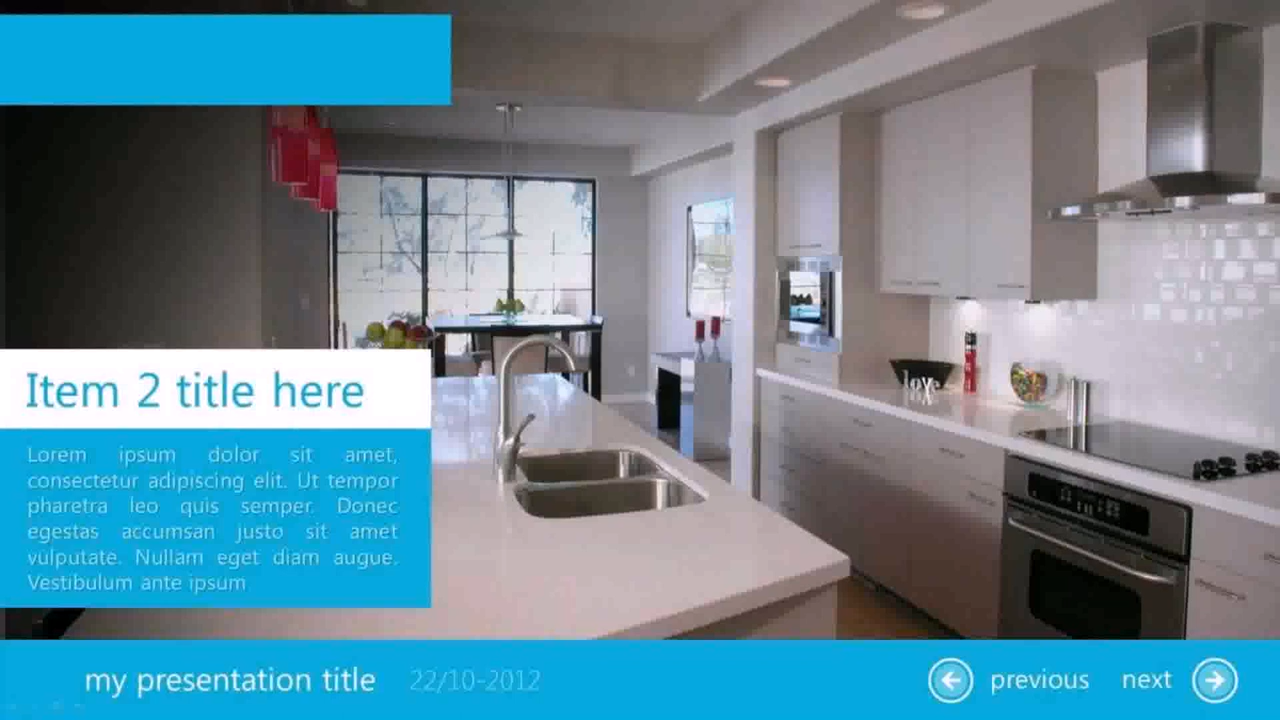 Item 2 title here
Lorem ipsum dolor sit amet,
consectetur adipiscing elit. Ut tempor
pharetra leo quis semper. Donec
egestas accumsan justo sit amet
vulputate. Nullam eget diam augue.
Vestibulum ante ipsum
love
my presentation title 22/10-2012
previous next